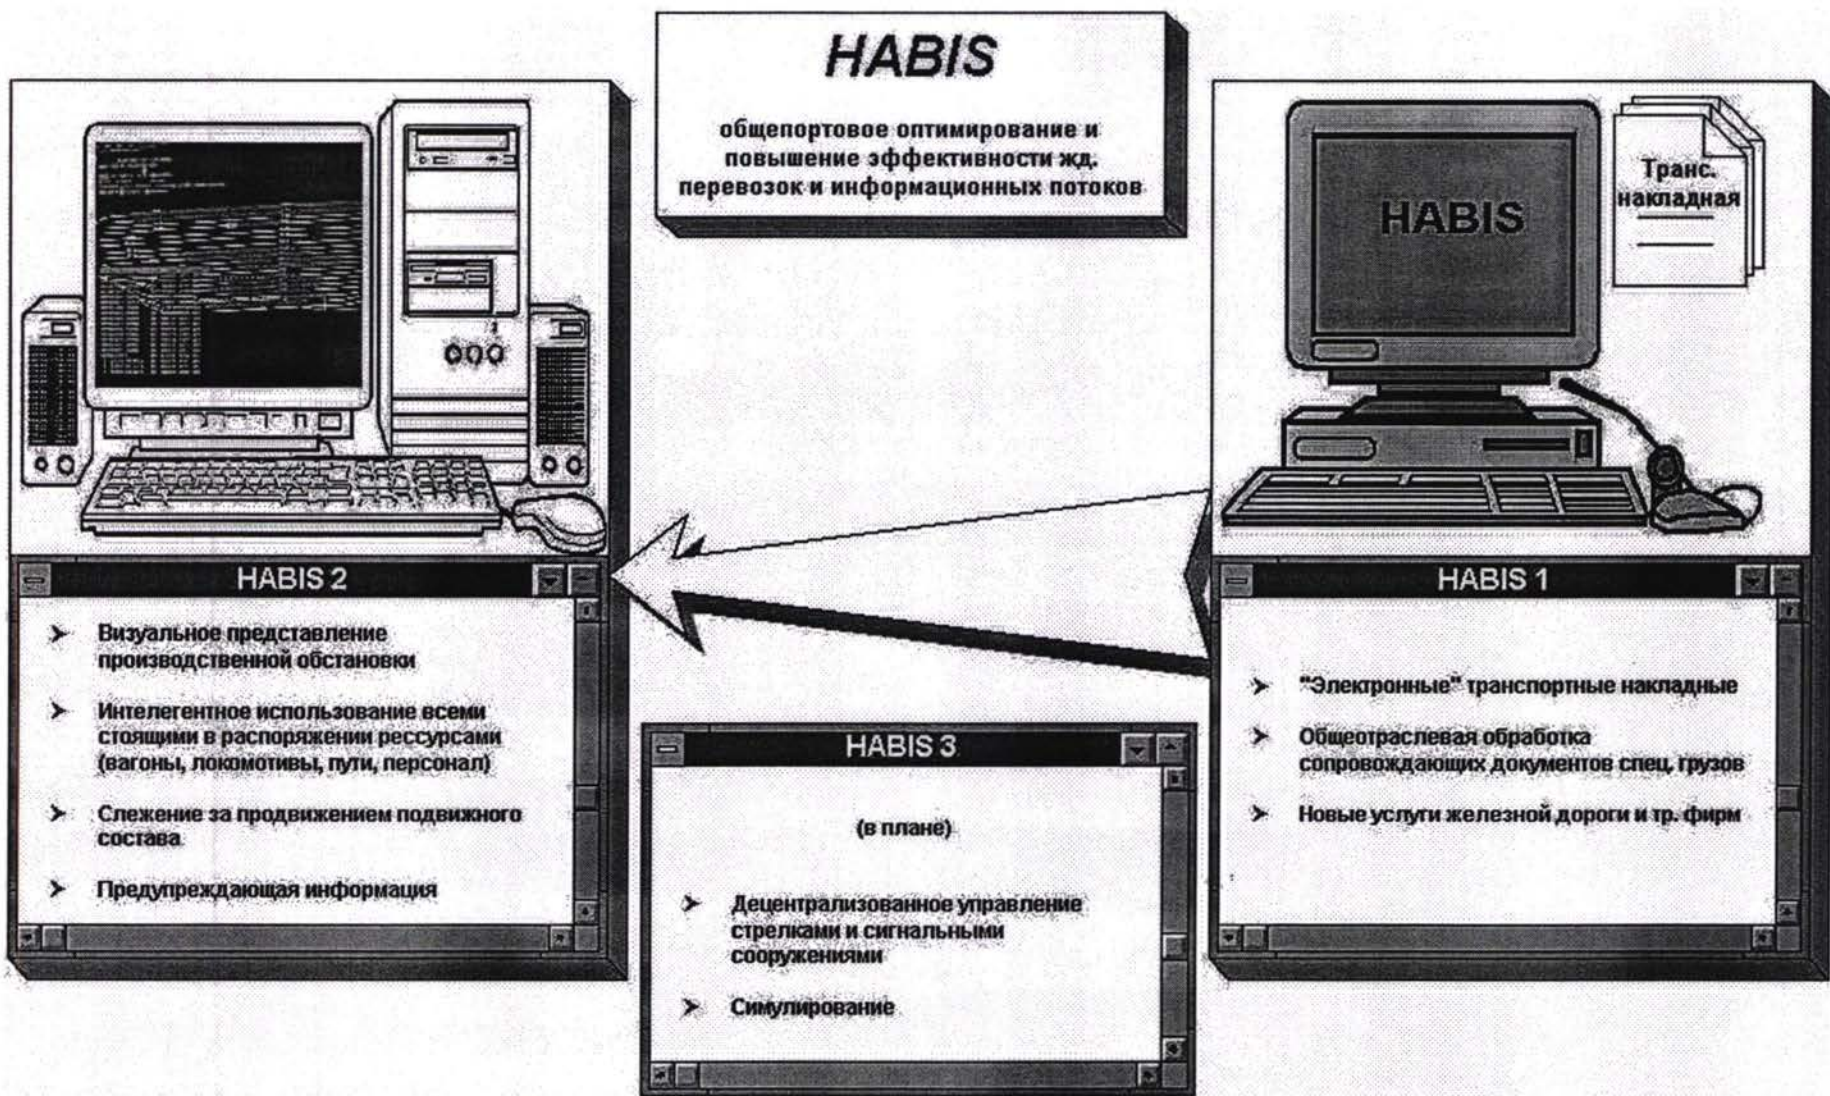 HABIS
общепортовое оптимирование и
повышение эффективности жд.
перевозок и информационных потоков
HABIS 2
➢ Визуальное представление
производственной обстановки
➢ Интелегентное использование всеми
стоящими в распоряжении рессурсами
(вагоны, локомотивы, пути, персонал)
➢ Слежение за продвижением подвижного
состава
➢ Предупреждающая информация
HABIS 3
(в плане)
➢ Децентрализованное управление
стрелками и сигнальными
сооружениями
➢ Симулирование
HABIS
Транс.
накладная
HABIS 1
➢ "Электронные" транспортные накладные
➢ Общеотраслевая обработка
сопровождающих документов спец. грузов
➢ Новые услуги железной дороги и тр. фирм